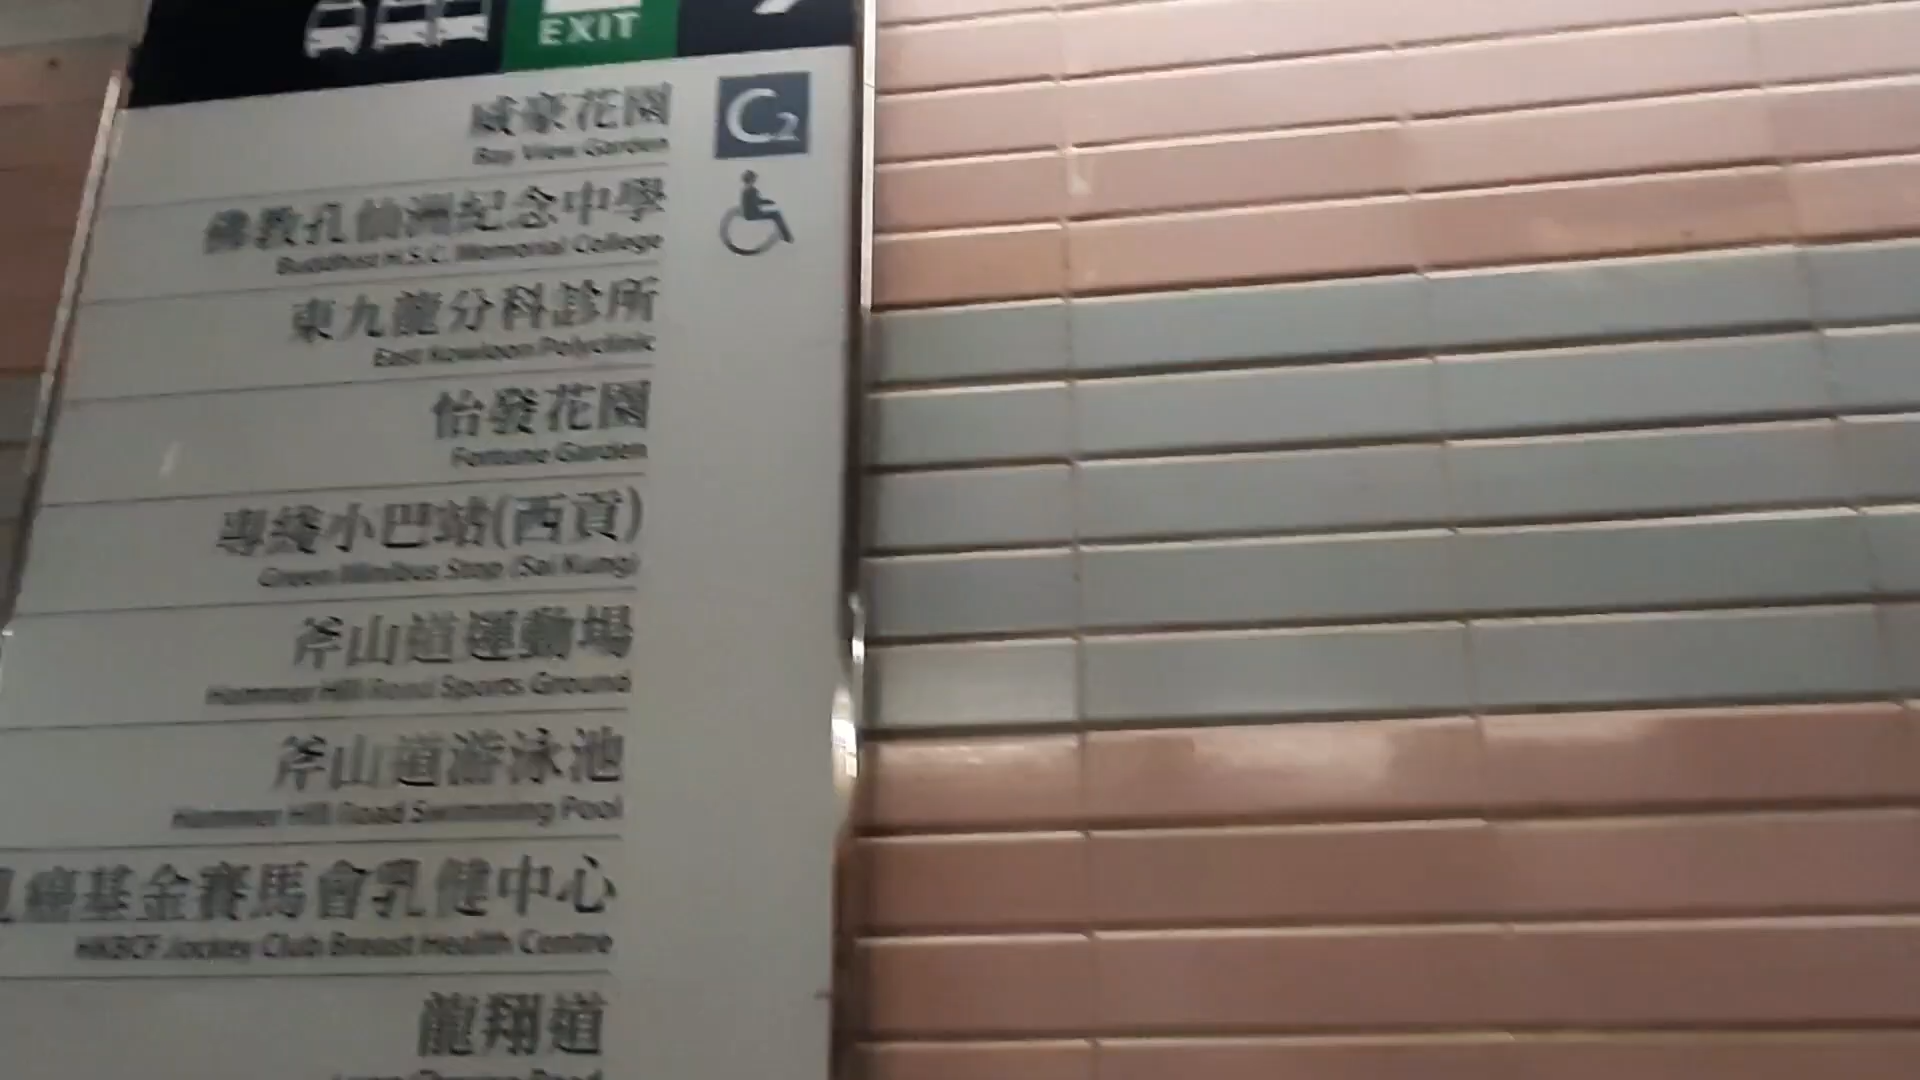 EXIT
威豪花園
Bay View Garden
C2
佛教孔仙洲紀念中學
Buddhist H.S.C. Memorial College
東九龍分科診所
East Kowloon Polyclinic
怡發花園
Fortune Garden
專綫小巴站(西貢)
Green Minibus Stop (Sai Kung)
斧山道運動場
Hammer Hill Road Sports Ground
斧山道游泳池
Hammer Hill Road Swimming Pool
癌基金賽馬會乳健中心
HKBCF Jockey Club Breast Health Centre
龍翔道